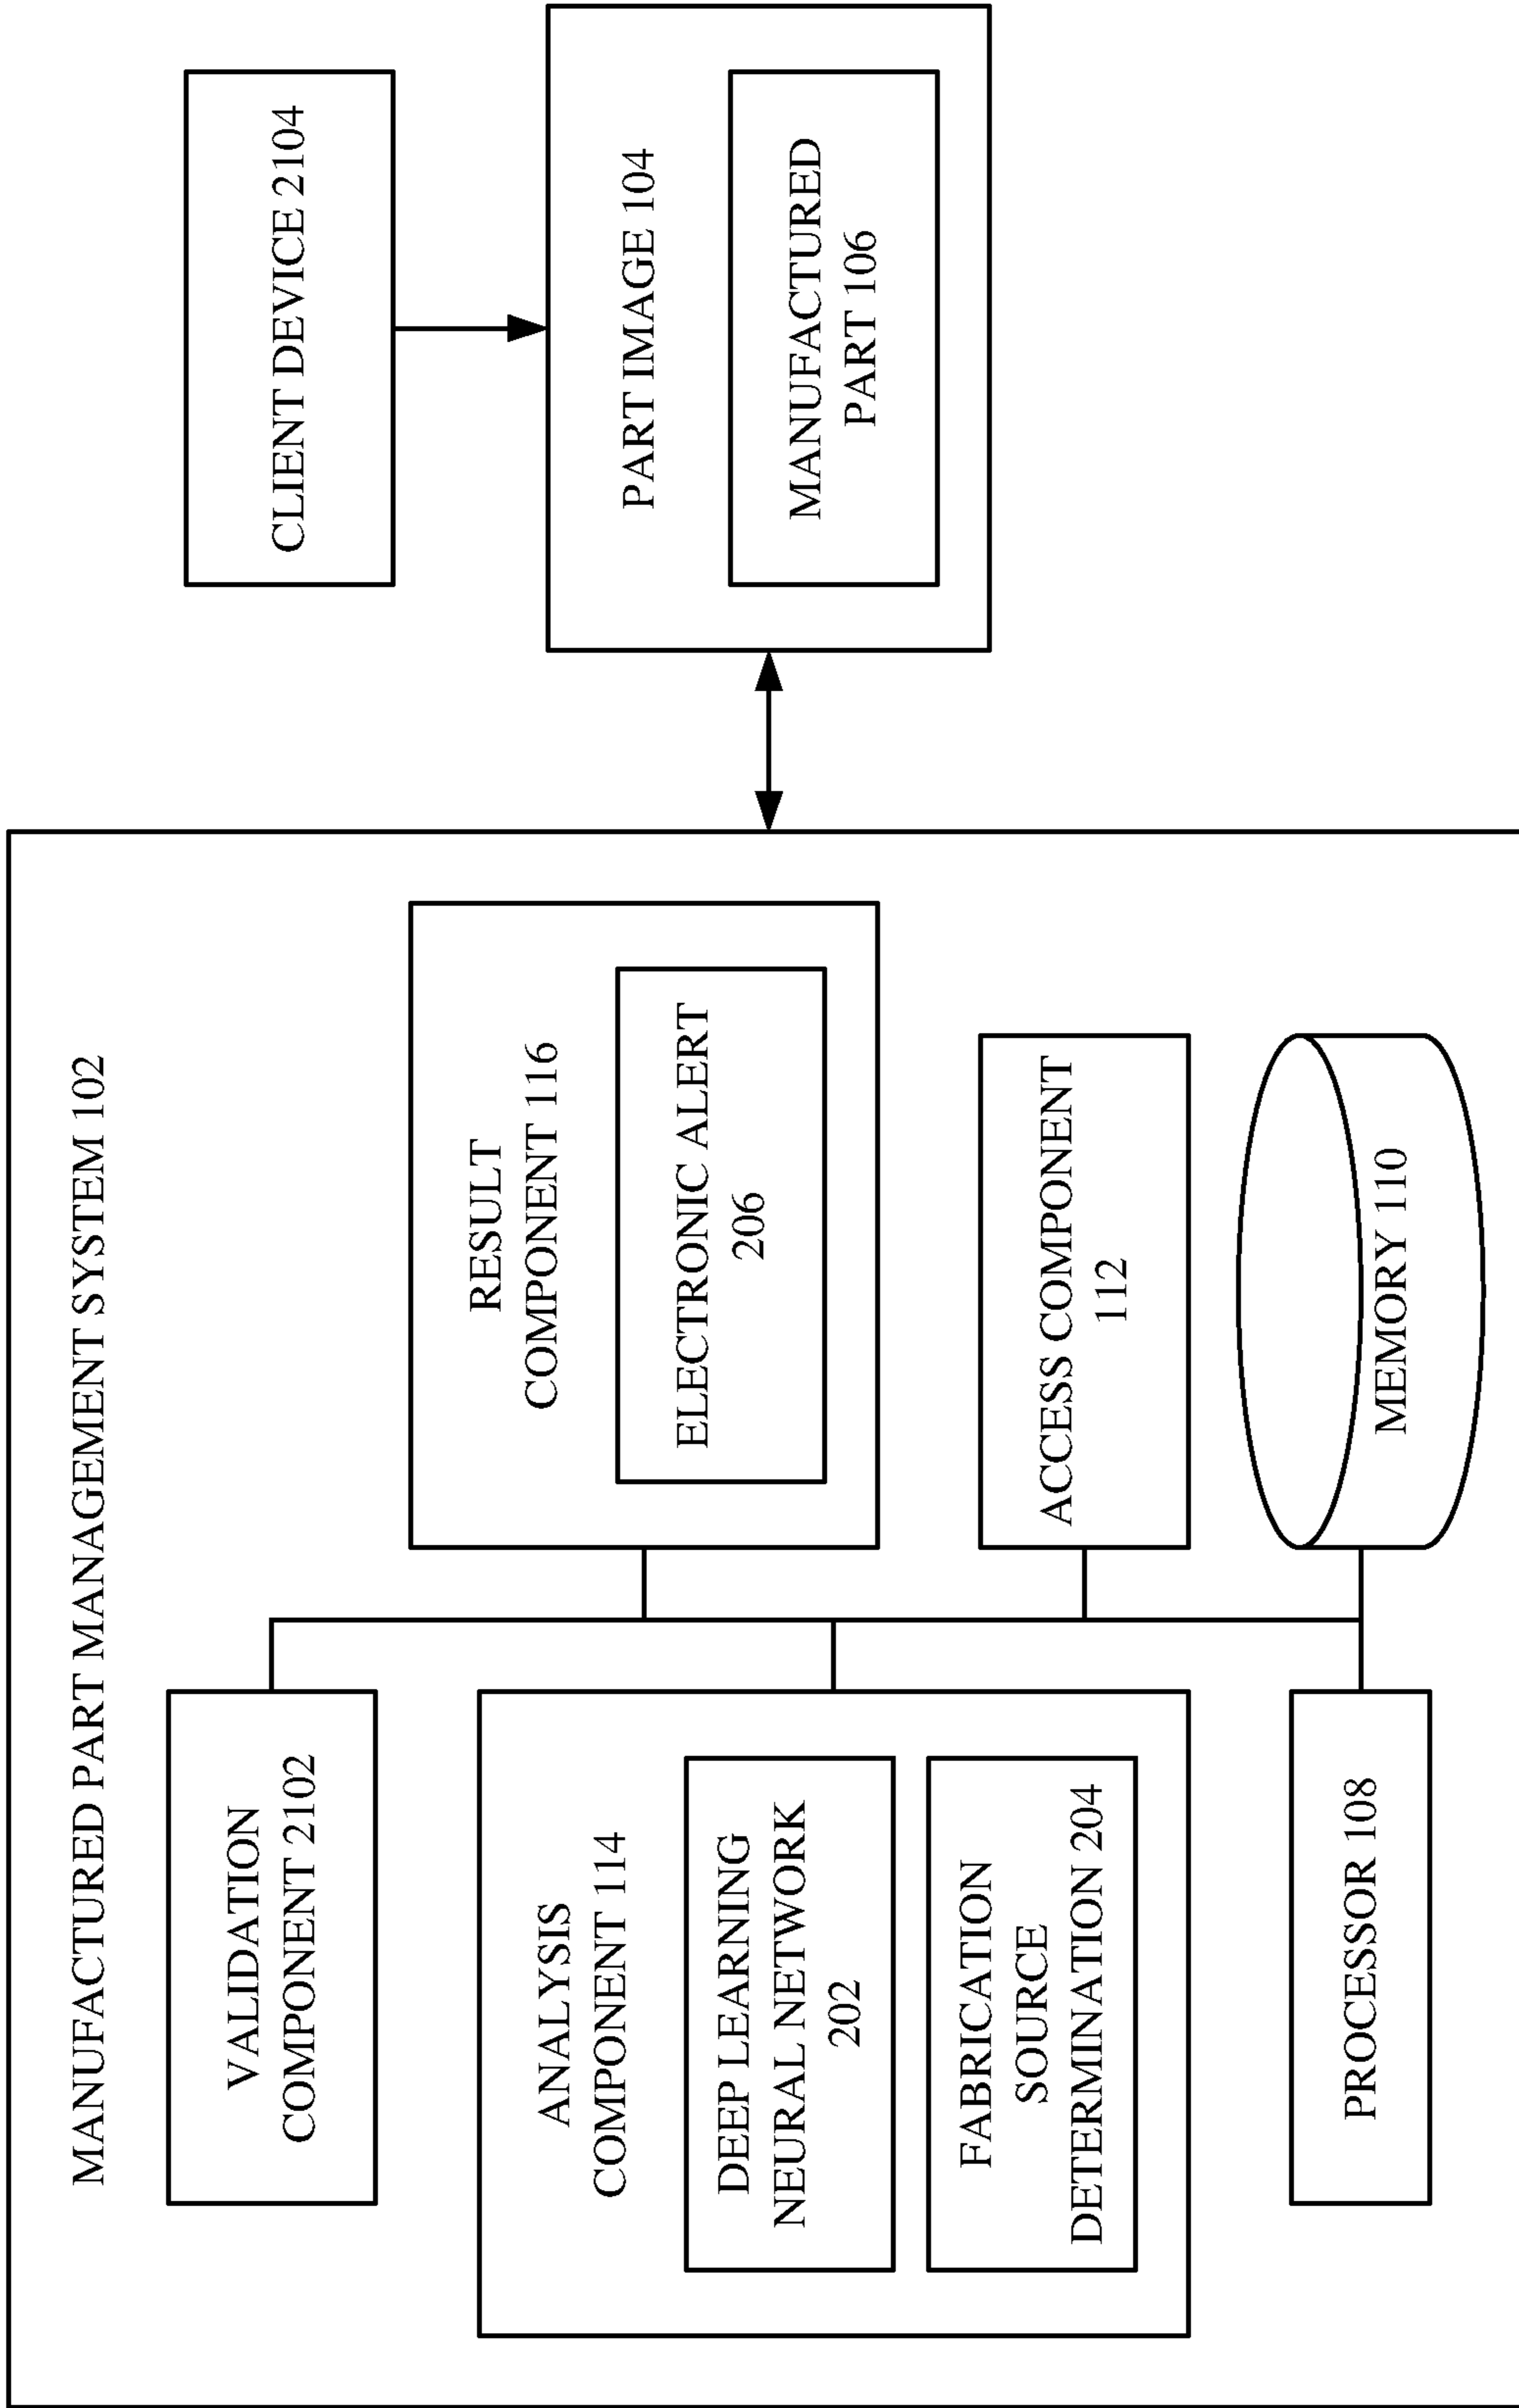 MANUFACTURED PART MANAGEMENT SYSTEM 102
VALIDATION
COMPONENT 2102
ANALYSIS
COMPONENT 114
DEEP LEARNING
NEURAL NETWORK
202
FABRICATION
SOURCE
DETERMINATION 204
PROCESSOR 108
RESULT
COMPONENT 116
ELECTRONIC ALERT
206
ACCESS COMPONENT
112
MEMORY 110
CLIENT DEVICE 2104
PART IMAGE 104
MANUFACTURED
PART 106